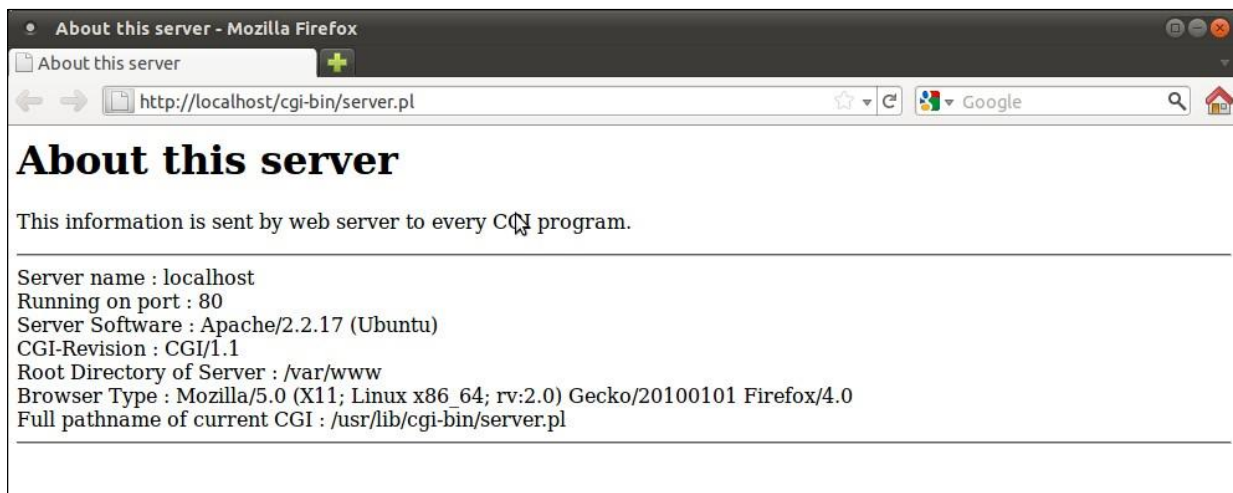 About this server - Mozilla Firefox
About this server
http://localhost/cgi-bin/server.pl
Google
About this server
This information is sent by web server to every CGI program.
Server name : localhost
Running on port : 80
Server Software : Apache/2.2.17 (Ubuntu)
CGI-Revision : CGI/1.1
Root Directory of Server : /var/www
Browser Type : Mozilla/5.0 (X11; Linux x86_64; rv:2.0) Gecko/20100101 Firefox/4.0
Full pathname of current CGI : /usr/lib/cgi-bin/server.pl